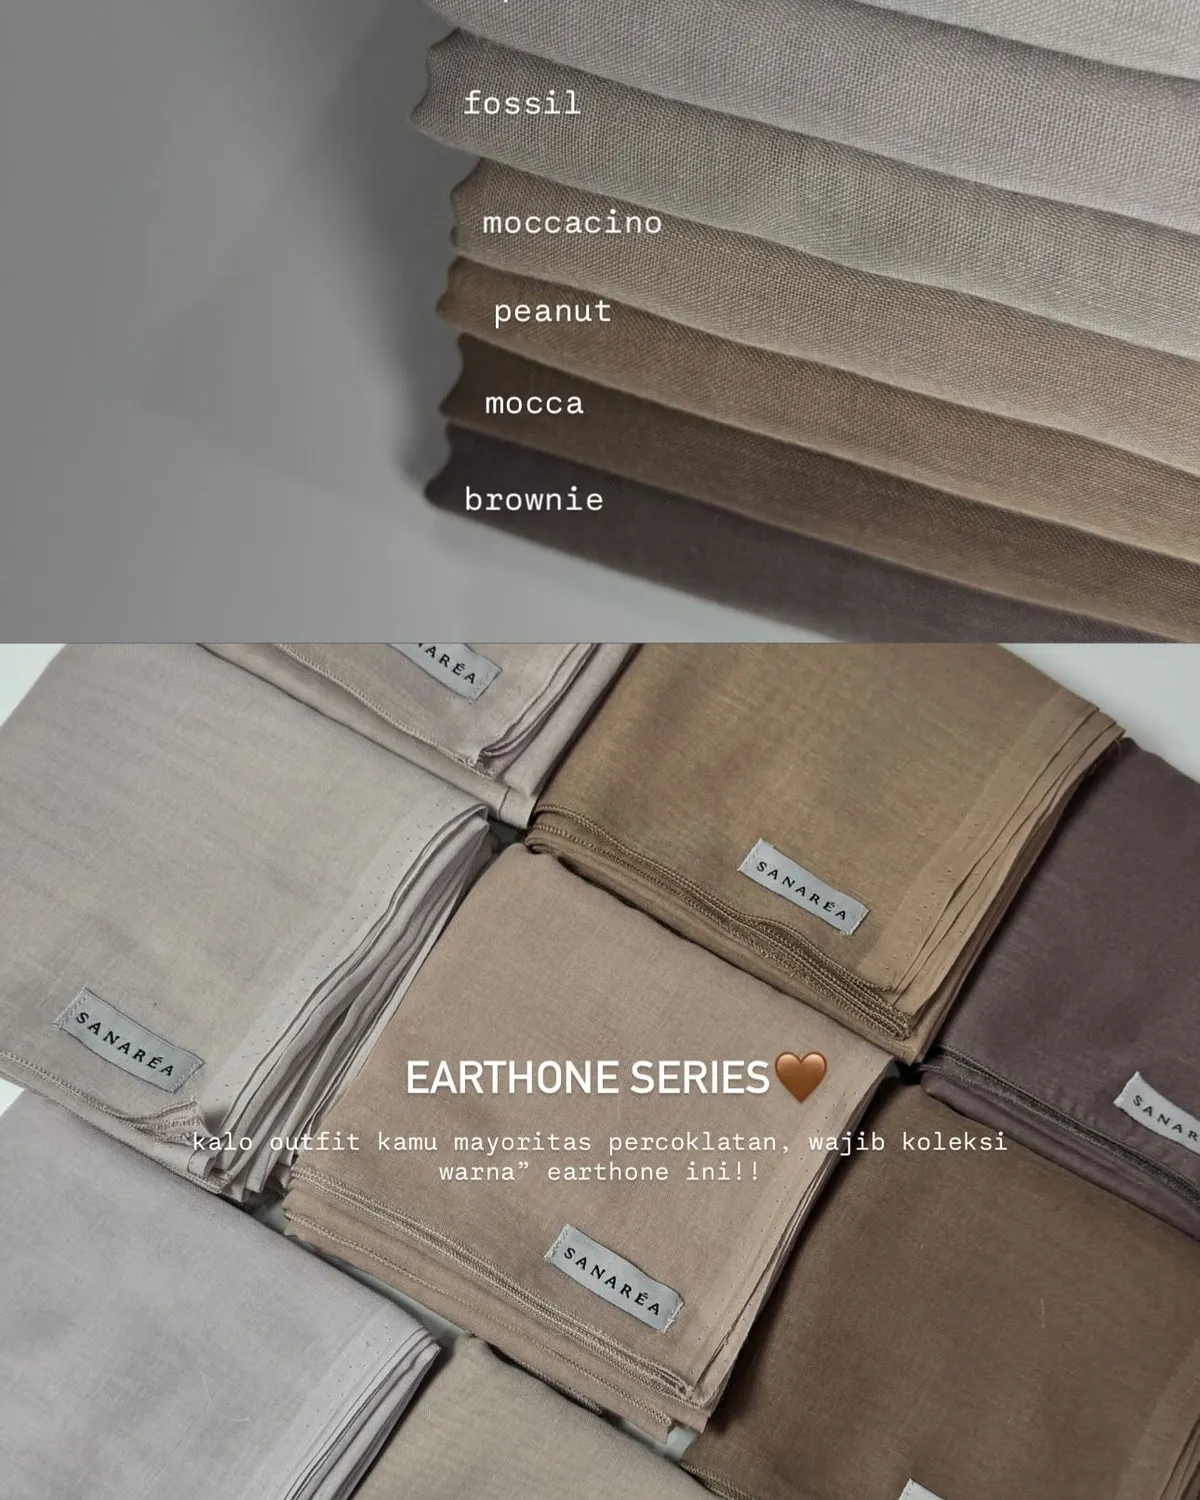 fossil
moccacino
peanut
mocca
brownie
SANARÉA
SANARÉA
EARTHONE SERIES🤎
kalo outfit kamu mayoritas percoklatan, wajib koleksi
warna” earthone ini!!
SANARÉA